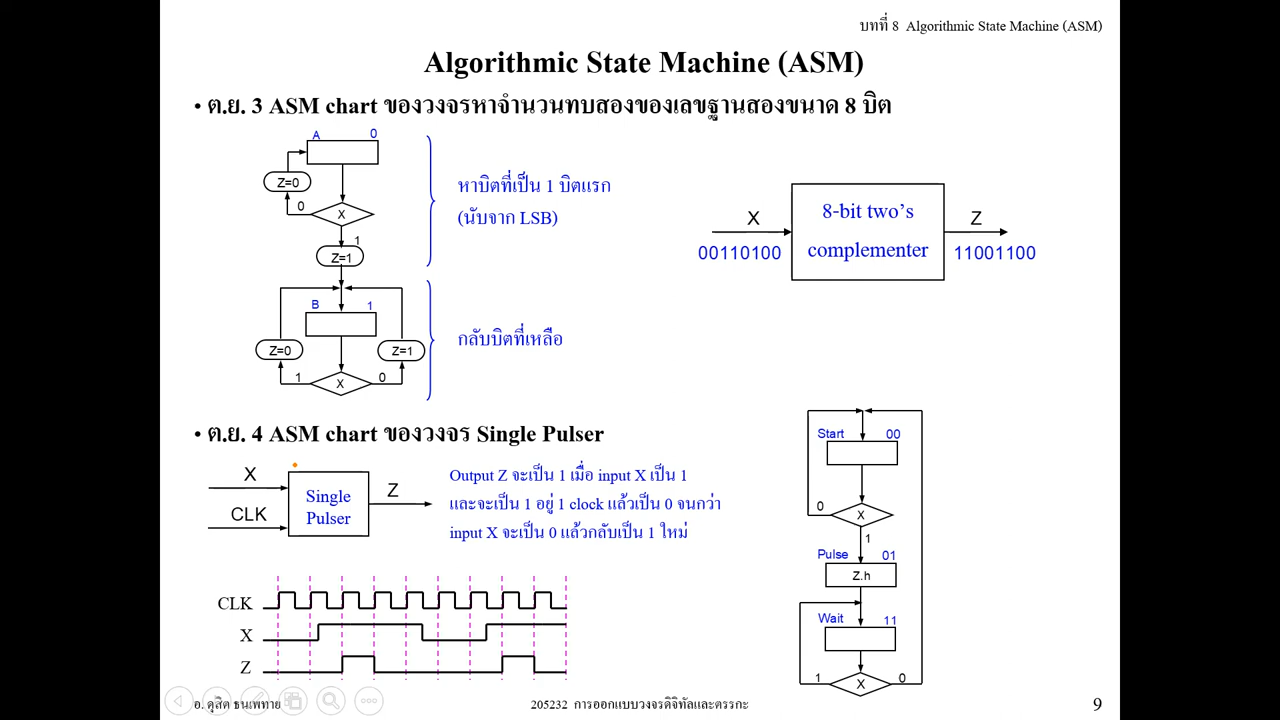 บทที่ 8 Algorithmic State Machine (ASM)
Algorithmic State Machine (ASM)
• ต.ย. 3 ASM chart ของวงจรหาจำนวนทบสองของเลขฐานสองขนาด 8 บิต
A 0
Z=0
0 X
1
Z=1
หาบิตที่เป็น 1 บิตแรก
(นับจาก LSB)
B 1
Z=0 Z=1
1 X 0
กลับบิตที่เหลือ
X
00110100
8-bit two's
complementer
Z
11001100
• ต.ย. 4 ASM chart ของวงจร Single Pulser
X
CLK
Single
Pulser
Z
Output Z จะเป็น 1 เมื่อ input X เป็น 1
และจะเป็น 1 อยู่ 1 clock แล้วเป็น 0 จนกว่า
input X จะเป็น 0 แล้วกลับเป็น 1 ใหม่
CLK
X
Z
Start 00
0 X
1
Pulse 01
Z.h
Wait 11
1 X 0
อ. ดุสิต ธนเพทาย
205232 การออกแบบวงจรดิจิทัลและตรรกะ
9